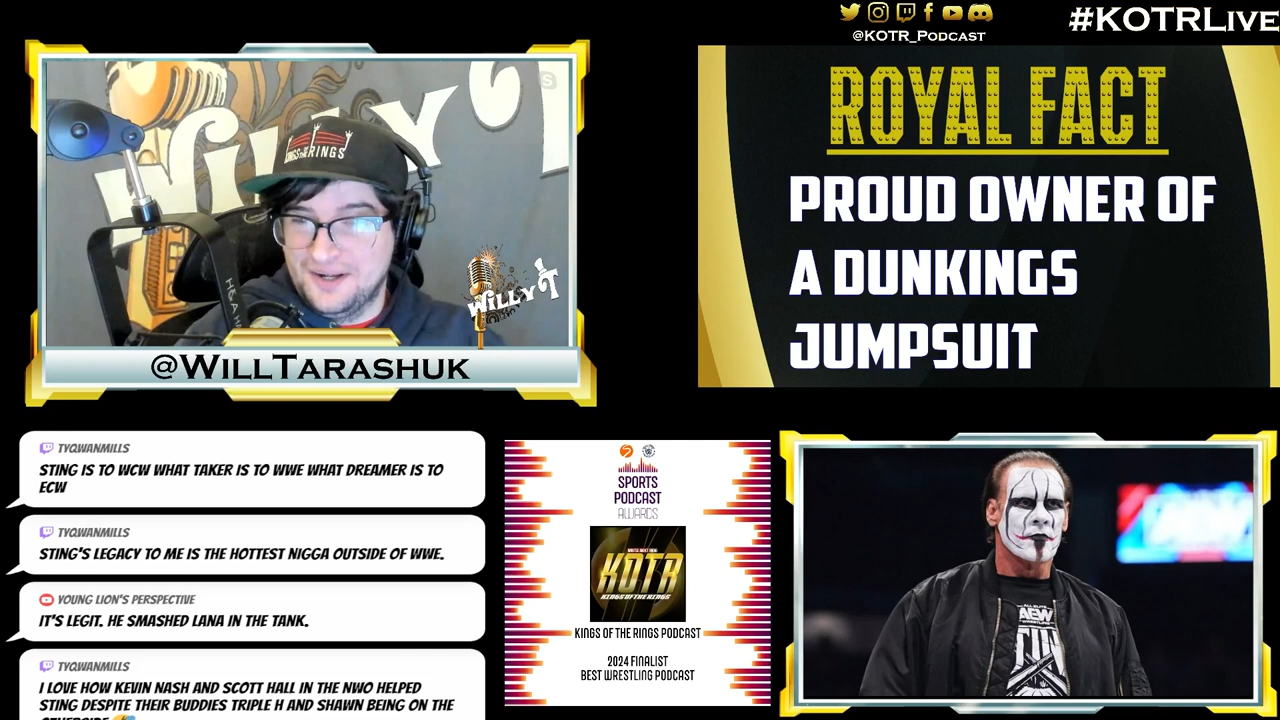 @KOTR_Podcast
#KOTRLive
WILLY T
KINGS OF THE RINGS
WILLY T
@WillTarashuk
ROYAL FACT
PROUD OWNER OF
A DUNKINGS
JUMPSUIT
TYQWANMILLS
STING IS TO WCW WHAT TAKER IS TO WWE WHAT DREAMER IS TO
ECW
TYQWANMILLS
STING'S LEGACY TO ME IS THE HOTTEST NIGGA OUTSIDE OF WWE.
YOUNG LION'S PERSPECTIVE
IT'S LEGIT. HE SMASHED LANA IN THE TANK.
TYQWANMILLS
I LOVE HOW KEVIN NASH AND SCOTT HALL IN THE NWO HELPED
STING DESPITE THEIR BUDDIES TRIPLE H AND SHAWN BEING ON THE
SPORTS
PODCAST
AWARDS
KOTR
KINGS OF THE RINGS
KINGS OF THE RINGS PODCAST
2024 FINALIST
BEST WRESTLING PODCAST
ALL ELITE
AEW
WRESTLING